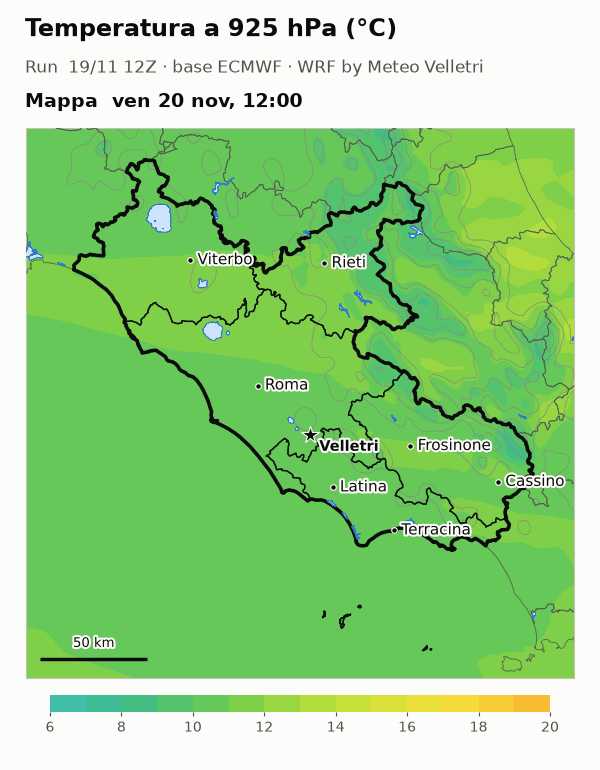 Temperatura a 925 hPa (°C)
Run  19/11 12Z · base ECMWF · WRF by Meteo Velletri
Mappa  ven 20 nov, 12:00
Viterbo
Rieti
Roma
Velletri
Frosinone
Latina
Cassino
Terracina
50 km
6 8 10 12 14 16 18 20